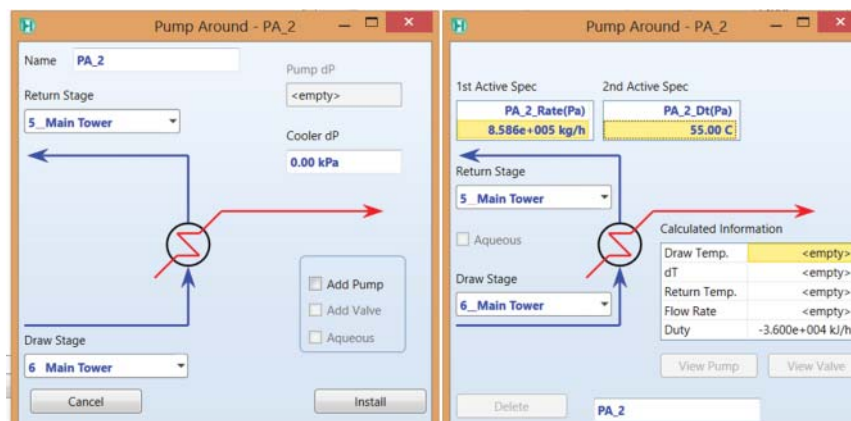 Pump Around - PA_2
Name PA_2
Pump dP
<empty>
Return Stage
5__Main Tower
Cooler dP
0.00 kPa
Add Pump
Add Valve
Aqueous
Draw Stage
6__Main Tower
Cancel
Install
Pump Around - PA_2
1st Active Spec
2nd Active Spec
PA_2_Rate(Pa)
8.586e+005 kg/h
PA_2_Dt(Pa)
55.00 C
Return Stage
5__Main Tower
Aqueous
Calculated Information
Draw Temp. <empty>
dT <empty>
Return Temp. <empty>
Flow Rate <empty>
Duty -3.600e+004 kJ/h
Draw Stage
6__Main Tower
View Pump
View Valve
Delete
PA_2